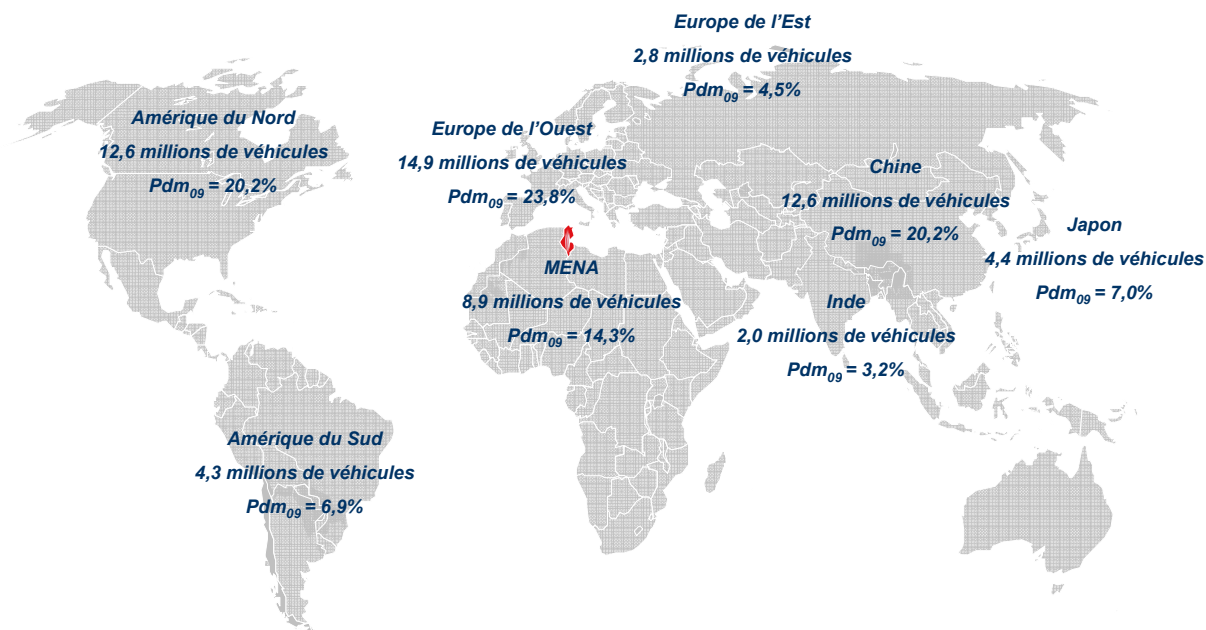 Europe de l’Est
2,8 millions de véhicules
Pdm09 = 4,5%
Amérique du Nord
12,6 millions de véhicules
Pdm09 = 20,2%
Europe de l’Ouest
14,9 millions de véhicules
Pdm09 = 23,8%
Chine
12,6 millions de véhicules
Pdm09 = 20,2%
Japon
4,4 millions de véhicules
Pdm09 = 7,0%
MENA
8,9 millions de véhicules
Pdm09 = 14,3%
Inde
2,0 millions de véhicules
Pdm09 = 3,2%
Amérique du Sud
4,3 millions de véhicules
Pdm09 = 6,9%